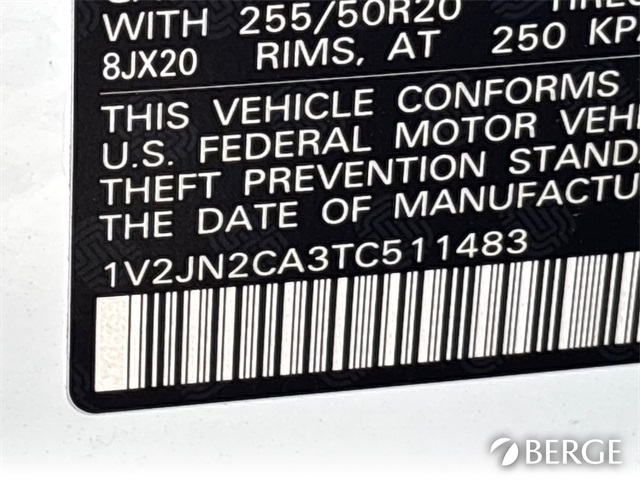 WITH 255/50R20
8JX20 RIMS, AT 250 KPA
THIS VEHICLE CONFORMS
U.S. FEDERAL MOTOR VEHI
THEFT PREVENTION STAND
THE DATE OF MANUFACTU
1V2JN2CA3TC511483
BERGE